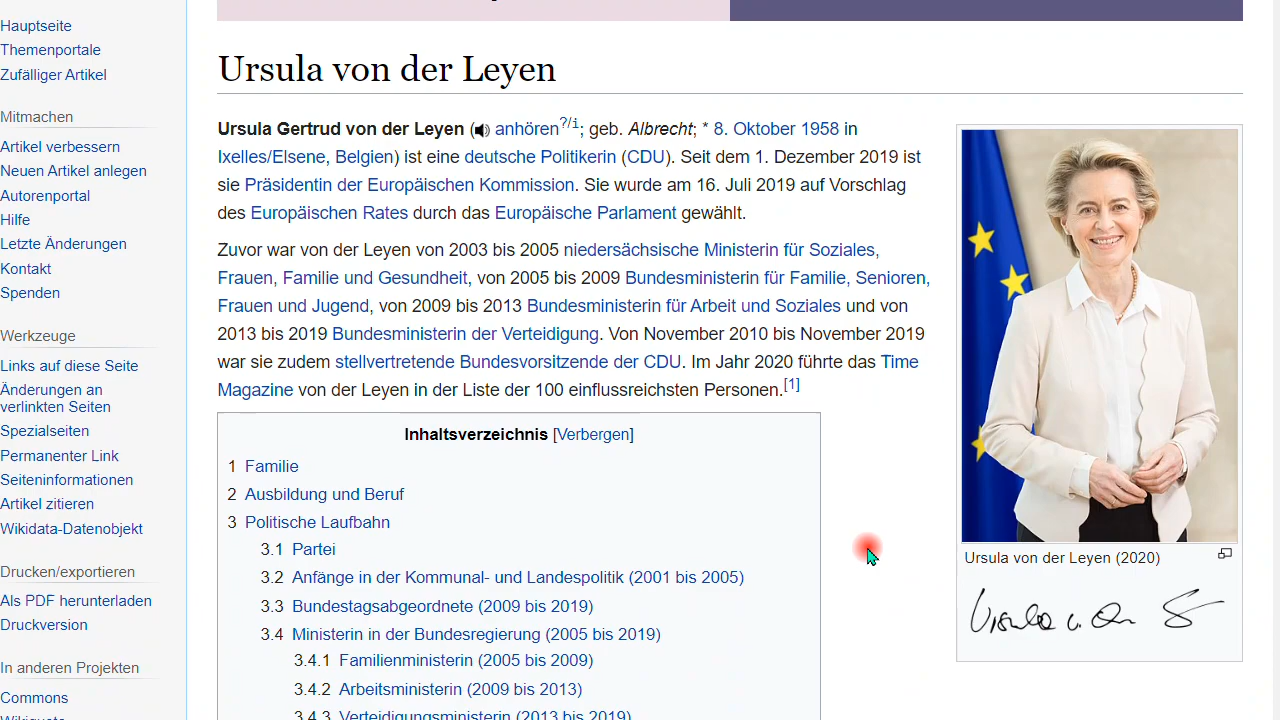 Hauptseite
Themenportale
Zufälliger Artikel
Mitmachen
Artikel verbessern
Neuen Artikel anlegen
Autorenportal
Hilfe
Letzte Änderungen
Kontakt
Spenden
Werkzeuge
Links auf diese Seite
Änderungen an
verlinkten Seiten
Spezialseiten
Permanenter Link
Seiteninformationen
Artikel zitieren
Wikidata-Datenobjekt
Drucken/exportieren
Als PDF herunterladen
Druckversion
In anderen Projekten
Commons
Ursula von der Leyen
Ursula Gertrud von der Leyen (anhören?/i; geb. Albrecht; * 8. Oktober 1958 in
Ixelles/Elsene, Belgien) ist eine deutsche Politikerin (CDU). Seit dem 1. Dezember 2019 ist
sie Präsidentin der Europäischen Kommission. Sie wurde am 16. Juli 2019 auf Vorschlag
des Europäischen Rates durch das Europäische Parlament gewählt.
Zuvor war von der Leyen von 2003 bis 2005 niedersächsische Ministerin für Soziales,
Frauen, Familie und Gesundheit, von 2005 bis 2009 Bundesministerin für Familie, Senioren,
Frauen und Jugend, von 2009 bis 2013 Bundesministerin für Arbeit und Soziales und von
2013 bis 2019 Bundesministerin der Verteidigung. Von November 2010 bis November 2019
war sie zudem stellvertretende Bundesvorsitzende der CDU. Im Jahr 2020 führte das Time
Magazine von der Leyen in der Liste der 100 einflussreichsten Personen.[1]
Inhaltsverzeichnis [Verbergen]
1 Familie
2 Ausbildung und Beruf
3 Politische Laufbahn
3.1 Partei
3.2 Anfänge in der Kommunal- und Landespolitik (2001 bis 2005)
3.3 Bundestagsabgeordnete (2009 bis 2019)
3.4 Ministerin in der Bundesregierung (2005 bis 2019)
3.4.1 Familienministerin (2005 bis 2009)
3.4.2 Arbeitsministerin (2009 bis 2013)
3.4.3 Verteidigungsministerin (2013 bis 2019)
Ursula von der Leyen (2020)